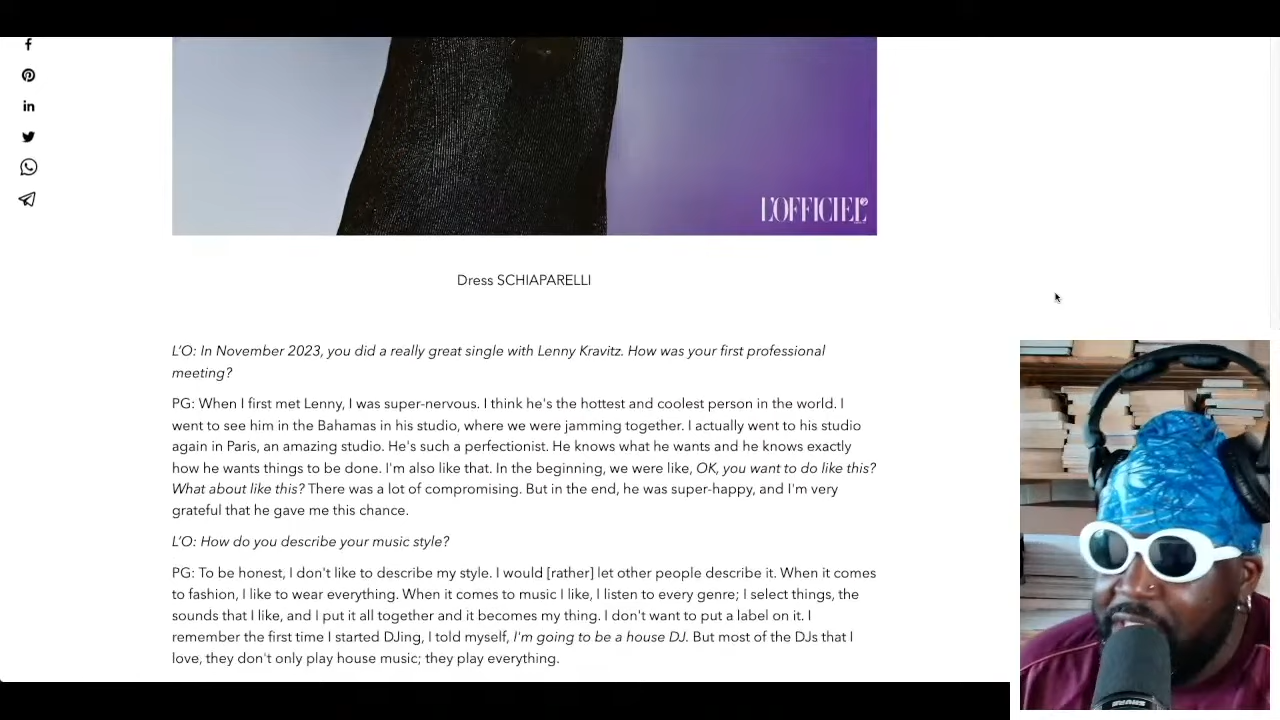 L'OFFICIEL
Dress SCHIAPARELLI
L'O: In November 2023, you did a really great single with Lenny Kravitz. How was your first professional
meeting?
PG: When I first met Lenny, I was super-nervous. I think he's the hottest and coolest person in the world. I
went to see him in the Bahamas in his studio, where we were jamming together. I actually went to his studio
again in Paris, an amazing studio. He's such a perfectionist. He knows what he wants and he knows exactly
how he wants things to be done. I'm also like that. In the beginning, we were like, OK, you want to do like this?
What about like this? There was a lot of compromising. But in the end, he was super-happy, and I'm very
grateful that he gave me this chance.
L'O: How do you describe your music style?
PG: To be honest, I don't like to describe my style. I would [rather] let other people describe it. When it comes
to fashion, I like to wear everything. When it comes to music I like, I listen to every genre; I select things, the
sounds that I like, and I put it all together and it becomes my thing. I don't want to put a label on it. I
remember the first time I started DJing, I told myself, I'm going to be a house DJ. But most of the DJs that I
love, they don't only play house music; they play everything.
SHURE